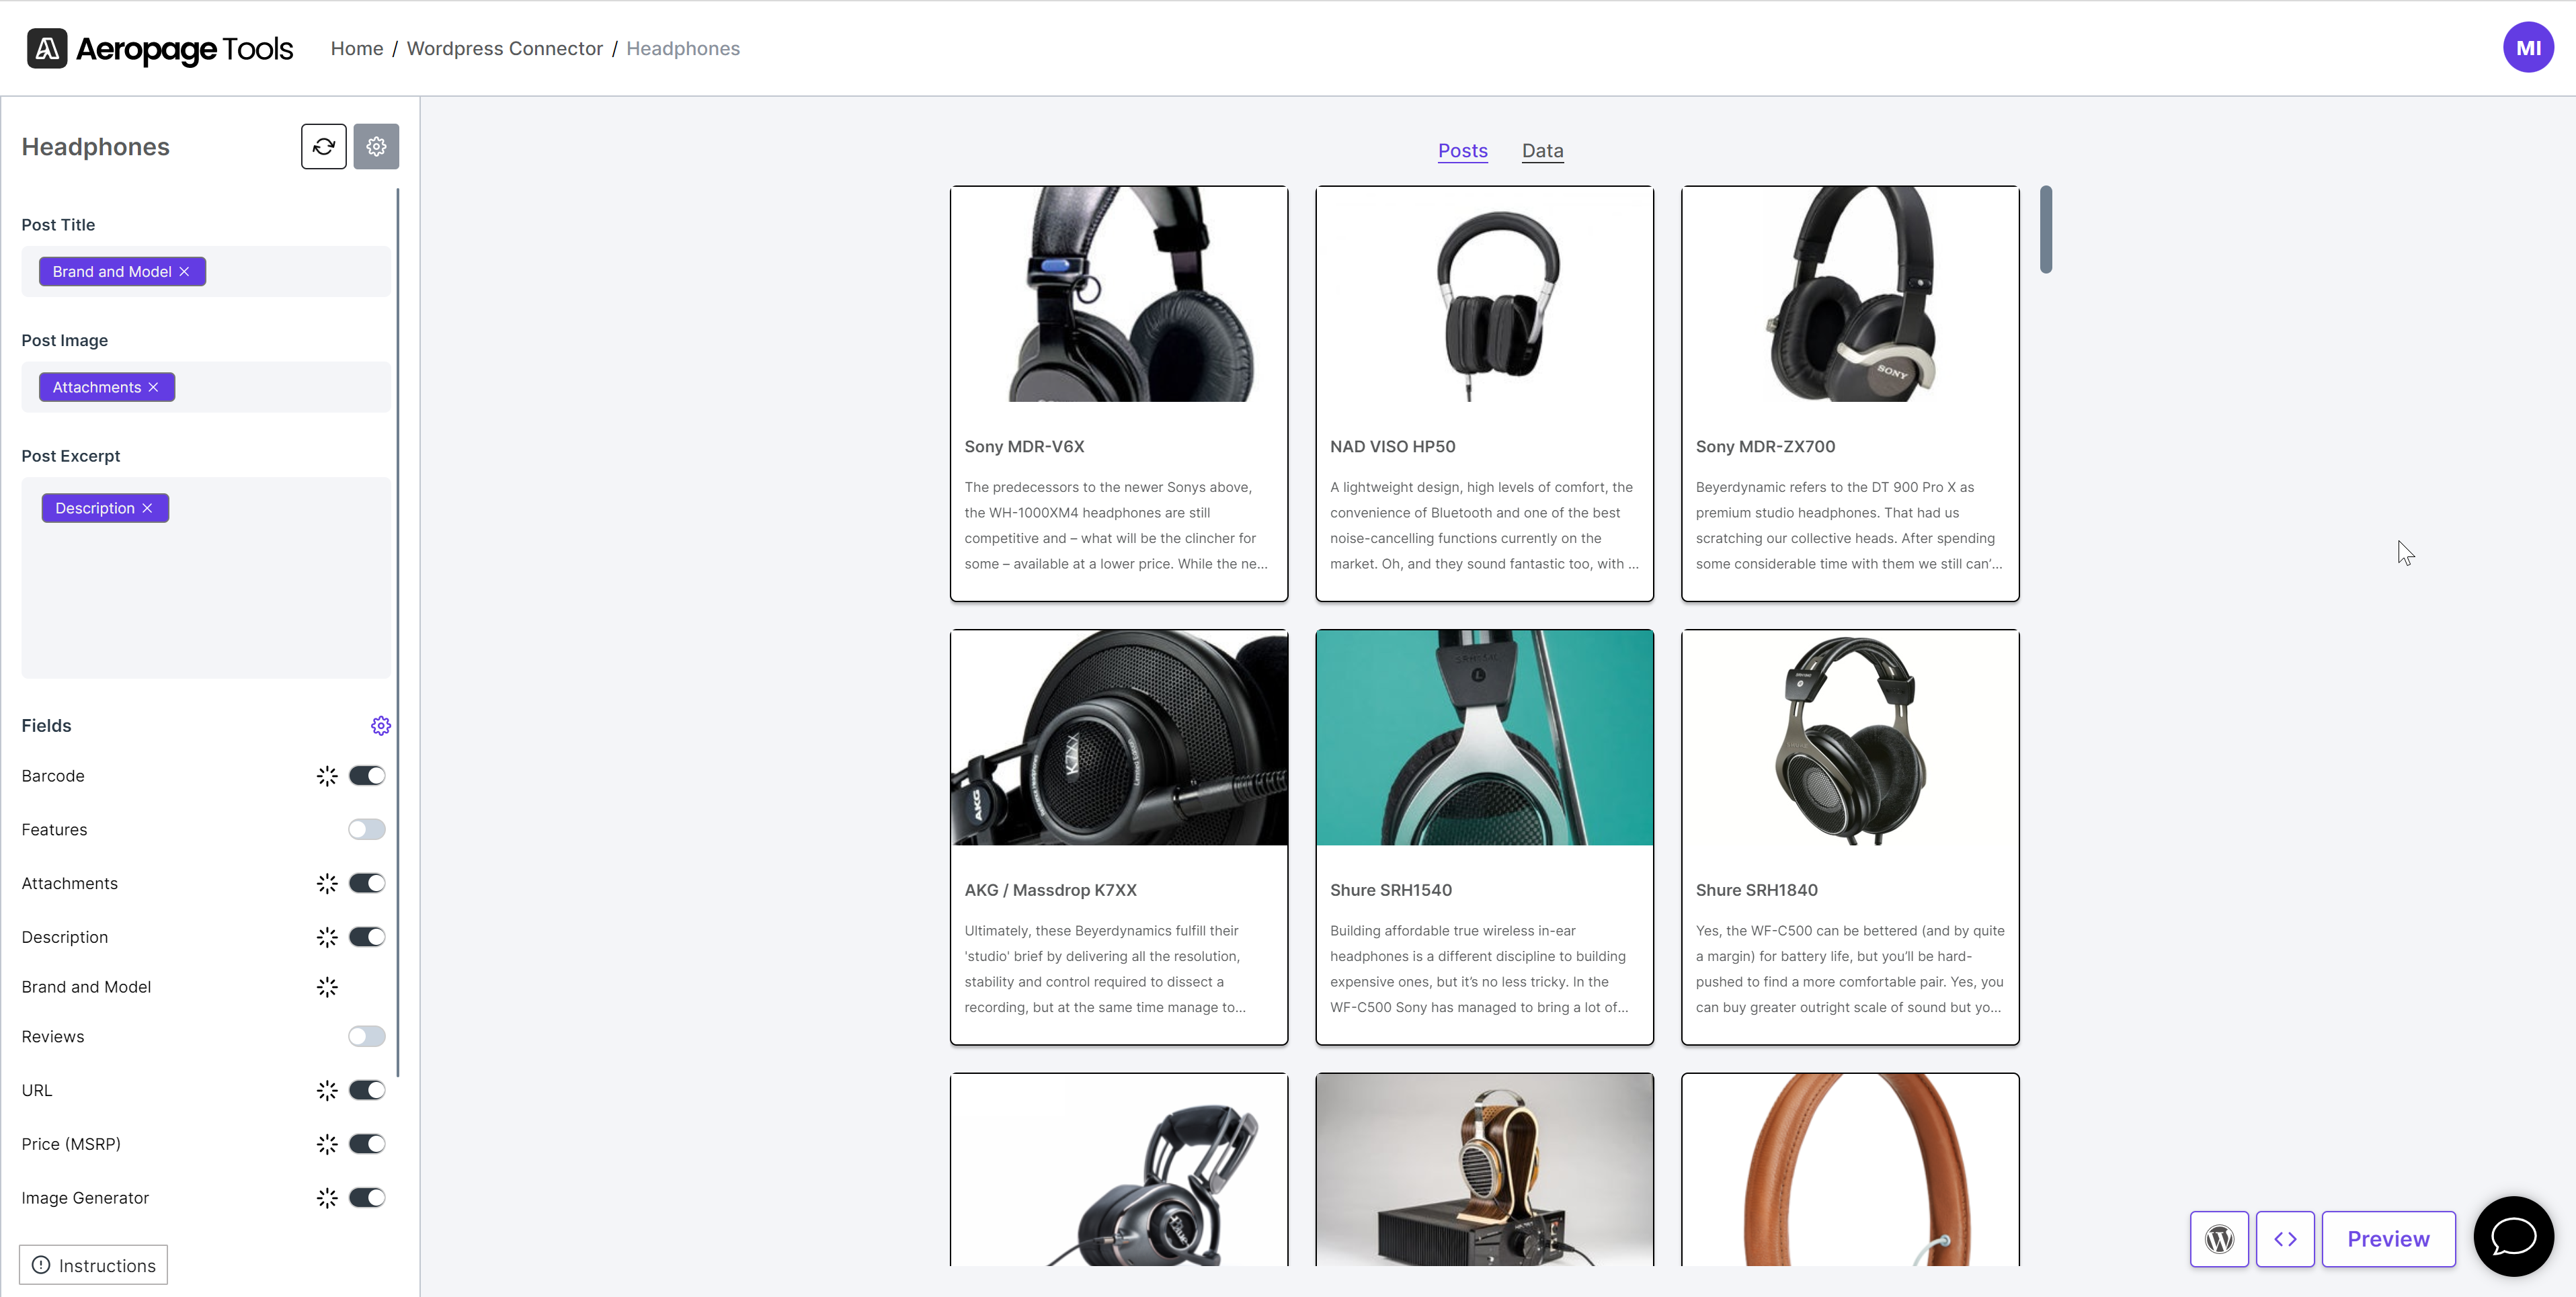 Aeropage Tools
Home / Wordpress Connector / Headphones
MI
Headphones
Post Title
Brand and Model
Post Image
Attachments
Post Excerpt
Description
Fields
Barcode
Features
Attachments
Description
Brand and Model
Reviews
URL
Price (MSRP)
Image Generator
Instructions
Posts Data
Sony MDR-V6X
The predecessors to the newer Sonys above,
the WH-1000XM4 headphones are still
competitive and – what will be the clincher for
some – available at a lower price. While the ne...
NAD VISO HP50
A lightweight design, high levels of comfort, the
convenience of Bluetooth and one of the best
noise-cancelling functions currently on the
market. Oh, and they sound fantastic too, with ...
SONY
Sony MDR-ZX700
Beyerdynamic refers to the DT 900 Pro X as
premium studio headphones. That had us
scratching our collective heads. After spending
some considerable time with them we still can’...
K7XX
AKG
AKG / Massdrop K7XX
Ultimately, these Beyerdynamics fulfill their
'studio' brief by delivering all the resolution,
stability and control required to dissect a
recording, but at the same time manage to...
L
Shure SRH1540
Building affordable true wireless in-ear
headphones is a different discipline to building
expensive ones, but it’s no less tricky. In the
WF-C500 Sony has managed to bring a lot of...
Shure SRH1840
Yes, the WF-C500 can be bettered (and by quite
a margin) for battery life, but you’ll be hard-
pushed to find a more comfortable pair. Yes, you
can buy greater outright scale of sound but yo...
Preview